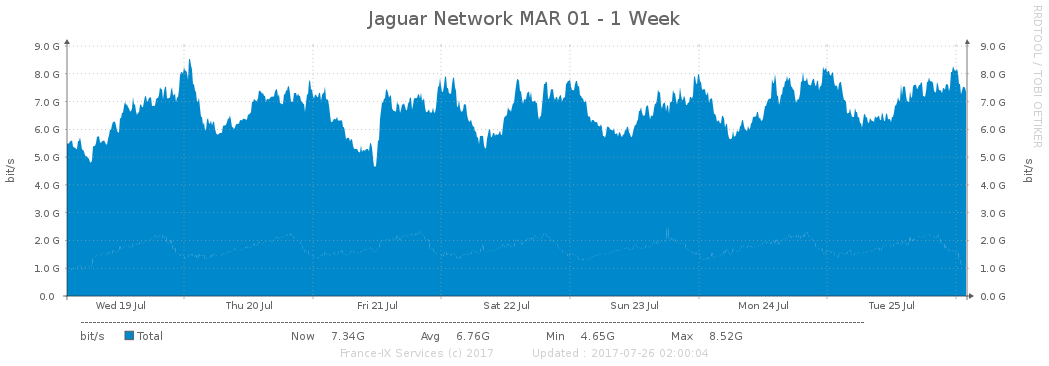 Jaguar Network MAR 01 - 1 Week
RRDTOOL / TOBI OETIKER
bit/s
bit/s
9.0 G 9.0 G
8.0 G 8.0 G
7.0 G 7.0 G
6.0 G 6.0 G
5.0 G 5.0 G
4.0 G 4.0 G
3.0 G 3.0 G
2.0 G 2.0 G
1.0 G 1.0 G
0.0 0.0 G
Wed 19 Jul Thu 20 Jul Fri 21 Jul Sat 22 Jul Sun 23 Jul Mon 24 Jul Tue 25 Jul
bit/s Total Now 7.34G Avg 6.76G Min 4.65G Max 8.52G
France-IX Services (c) 2017 Updated : 2017-07-26 02:00:04